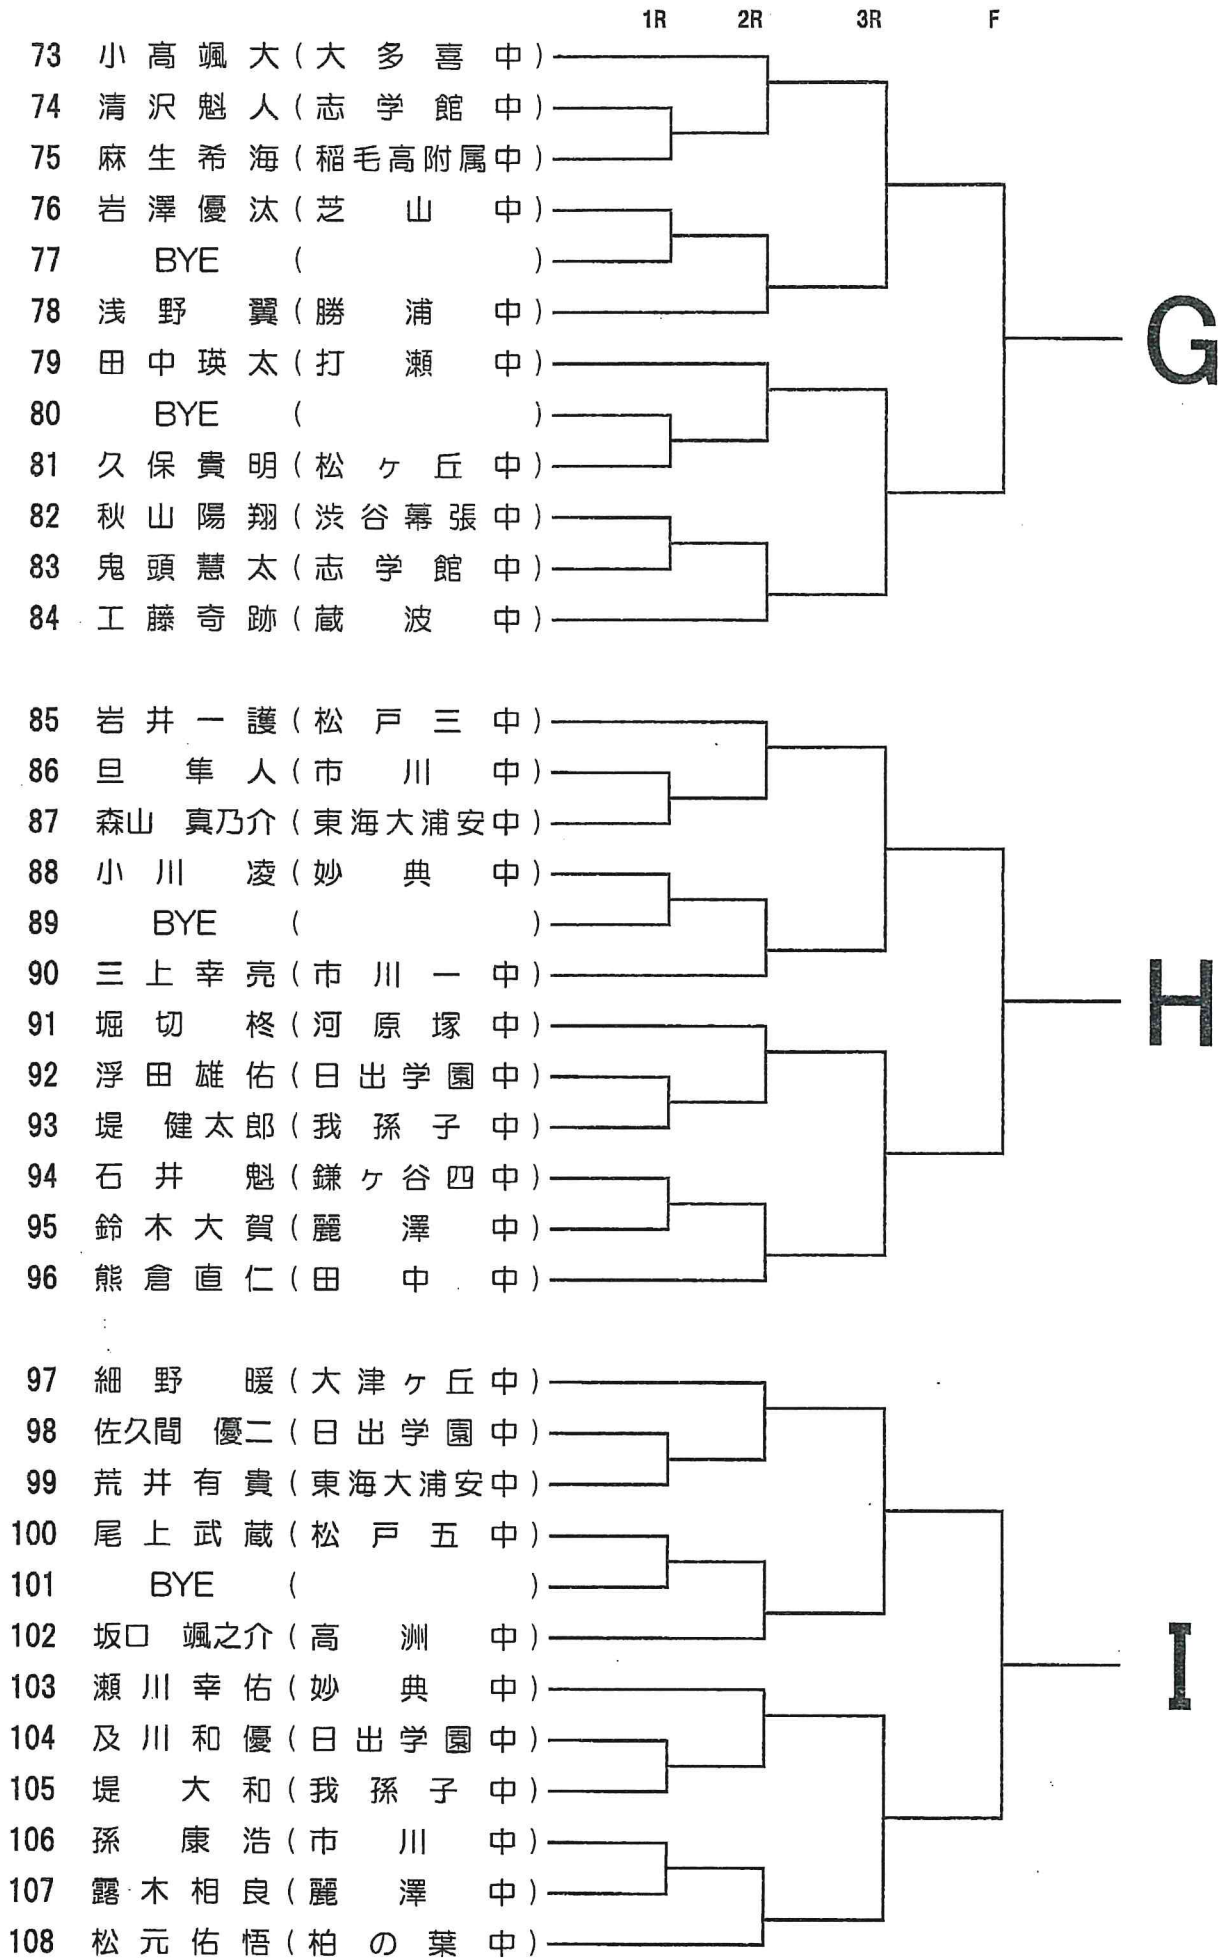 1R 2R 3R F
73 小髙颯大(大多喜中)
74 清沢魁人(志学館中)
75 麻生希海(稲毛高附属中)
76 岩澤優汰(芝山中)
77 BYE ( )
78 浅野翼(勝浦中)
79 田中瑛太(打瀬中)
80 BYE ( )
81 久保貴明(松ヶ丘中)
82 秋山陽翔(渋谷幕張中)
83 鬼頭慧太(志学館中)
84 工藤奇跡(蔵波中)
G
85 岩井一護(松戸三中)
86 旦隼人(市川中)
87 森山 真乃介(東海大浦安中)
88 小川凌(妙典中)
89 BYE ( )
90 三上幸亮(市川一中)
91 堀切柊(河原塚中)
92 浮田雄佑(日出学園中)
93 堤健太郎(我孫子中)
94 石井魁(鎌ヶ谷四中)
95 鈴木大賀(麗澤中)
96 熊倉直仁(田中中)
H
97 細野暖(大津ヶ丘中)
98 佐久間 優二(日出学園中)
99 荒井有貴(東海大浦安中)
100 尾上武蔵(松戸五中)
101 BYE ( )
102 坂口 颯之介(高洲中)
103 瀬川幸佑(妙典中)
104 及川和優(日出学園中)
105 堤大和(我孫子中)
106 孫康浩(市川中)
107 露木相良(麗澤中)
108 松元佑悟(柏の葉中)
I